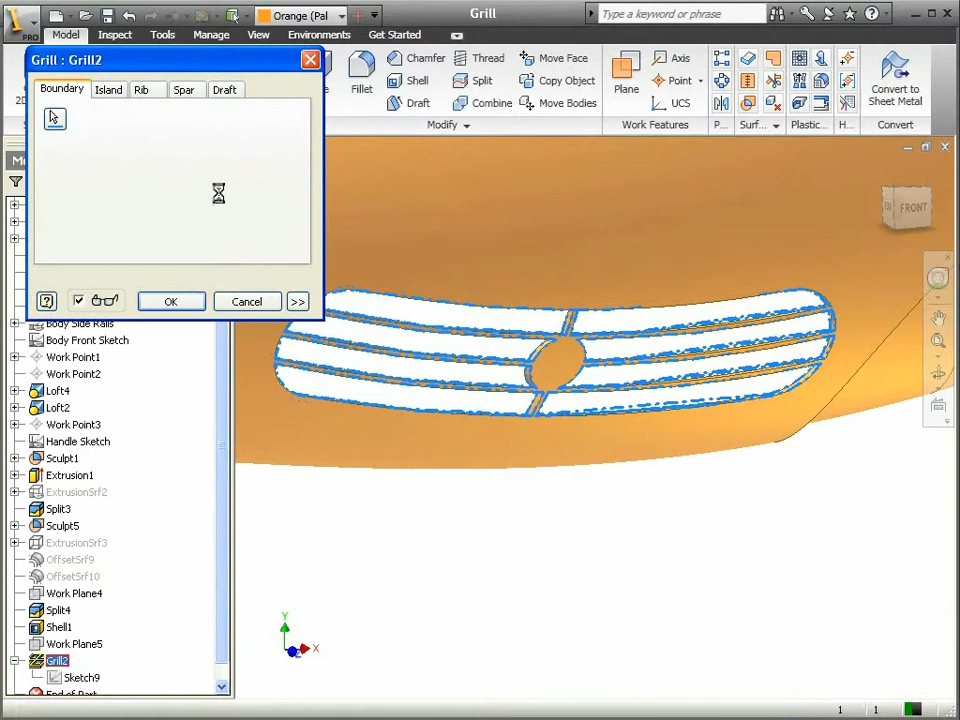 Orange (Pal
Grill
Type a keyword or phrase
PRO
Model
Inspect
Tools
Manage
View
Environments
Get Started
Grill : Grill2
Boundary
Island
Rib
Spar
Draft
OK
Cancel
>>
Fillet
Chamfer
Shell
Draft
Thread
Split
Combine
Move Face
Copy Object
Move Bodies
Modify
Plane
Axis
Point
UCS
Work Features
P...
Surf...
Plastic...
H...
Convert to
Sheet Metal
Convert
FRONT
Body Side Rails
Body Front Sketch
Work Point1
Work Point2
Loft4
Loft2
Work Point3
Handle Sketch
Sculpt1
Extrusion1
ExtrusionSrf2
Split3
Sculpt5
ExtrusionSrf3
OffsetSrf9
OffsetSrf10
Work Plane4
Split4
Shell1
Work Plane5
Grill2
Sketch9
End of Part
Y
X
1
1